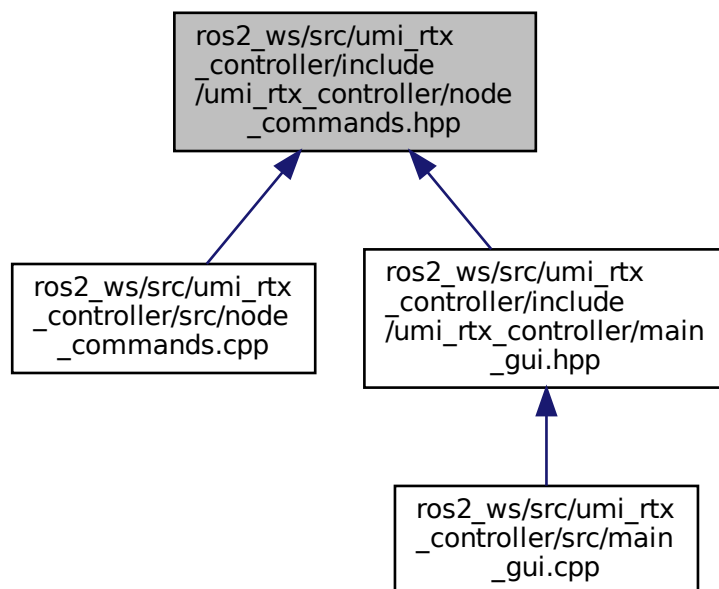 ros2_ws/src/umi_rtx
_controller/include
/umi_rtx_controller/node
_commands.hpp
ros2_ws/src/umi_rtx
_controller/src/node
_commands.cpp
ros2_ws/src/umi_rtx
_controller/include
/umi_rtx_controller/main
_gui.hpp
ros2_ws/src/umi_rtx
_controller/src/main
_gui.cpp